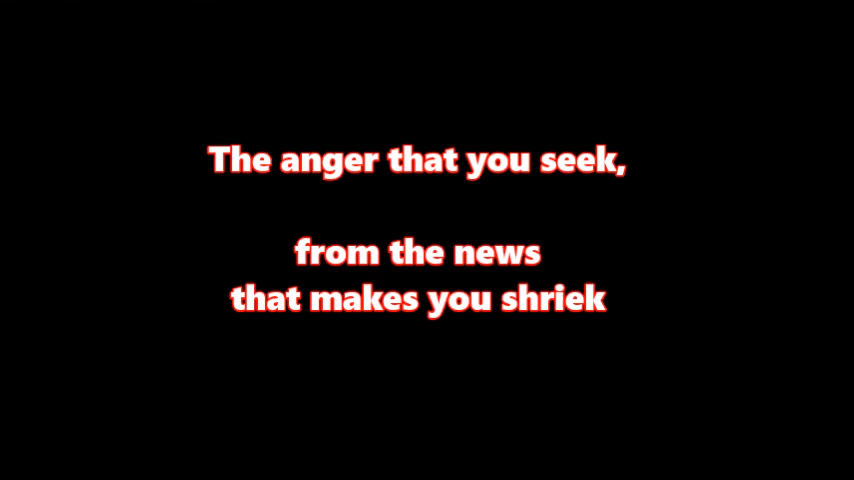 The anger that you seek,
from the news
that makes you shriek